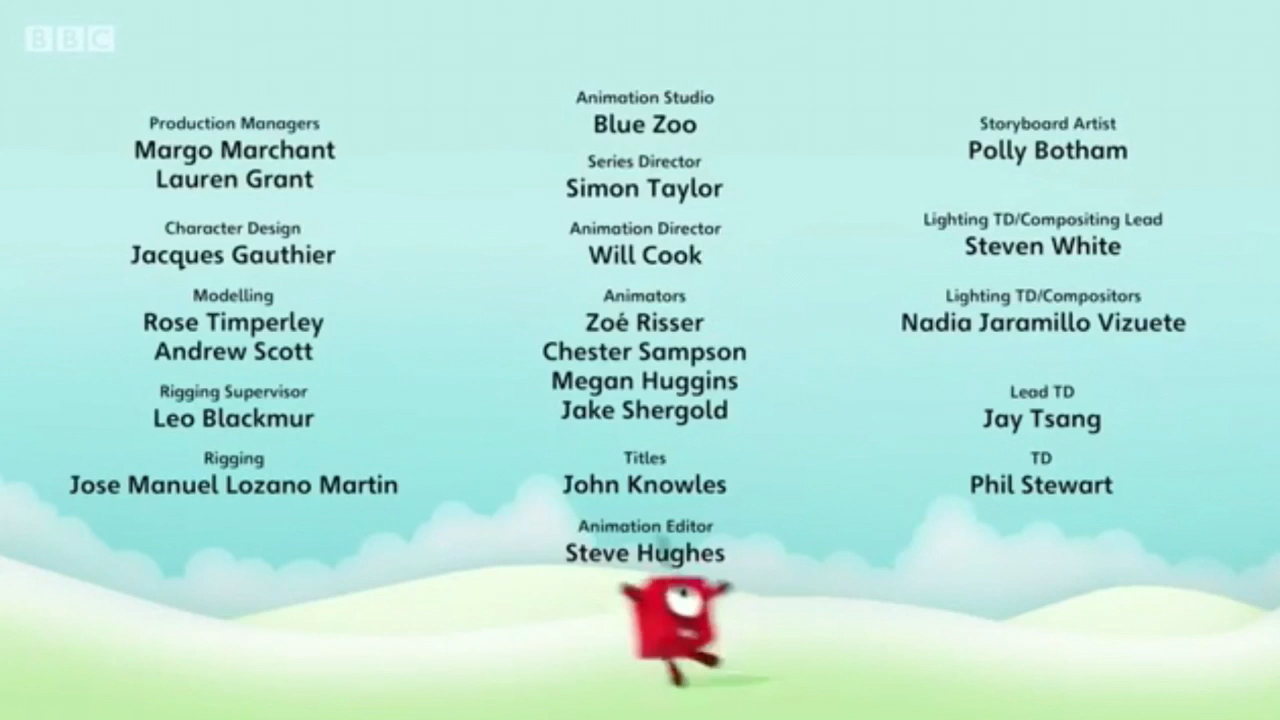 BBC
Production Managers
Margo Marchant
Lauren Grant
Character Design
Jacques Gauthier
Modelling
Rose Timperley
Andrew Scott
Rigging Supervisor
Leo Blackmur
Rigging
Jose Manuel Lozano Martin
Animation Studio
Blue Zoo
Series Director
Simon Taylor
Animation Director
Will Cook
Animators
Zoé Risser
Chester Sampson
Megan Huggins
Jake Shergold
Titles
John Knowles
Animation Editor
Steve Hughes
Storyboard Artist
Polly Botham
Lighting TD/Compositing Lead
Steven White
Lighting TD/Compositors
Nadia Jaramillo Vizuete
Lead TD
Jay Tsang
TD
Phil Stewart